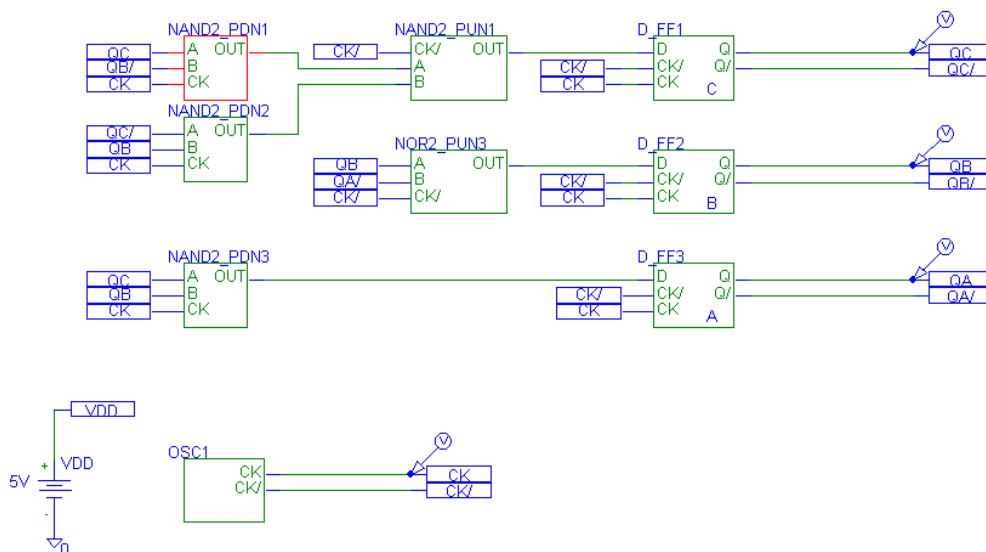 NAND2_PDN1
QC
QB/
CK
A
B
CK
OUT
NAND2_PUN1
CK/
CK/
A
B
OUT
D_FF1
CK/
CK
D
CK/
CK
Q
Q/
C
V
QC
QC/
NAND2_PDN2
QC/
QB
CK
A
B
CK
OUT
NOR2_PUN3
QB
QA/
CK/
A
B
CK/
OUT
D_FF2
CK/
CK
D
CK/
CK
Q
Q/
B
V
QB
QB/
NAND2_PDN3
QC
QB
CK
A
B
CK
OUT
D_FF3
CK/
CK
D
CK/
CK
Q
Q/
A
V
QA
QA/
VDD
+
VDD
5V
-
0
OSC1
CK
CK/
V
CK
CK/